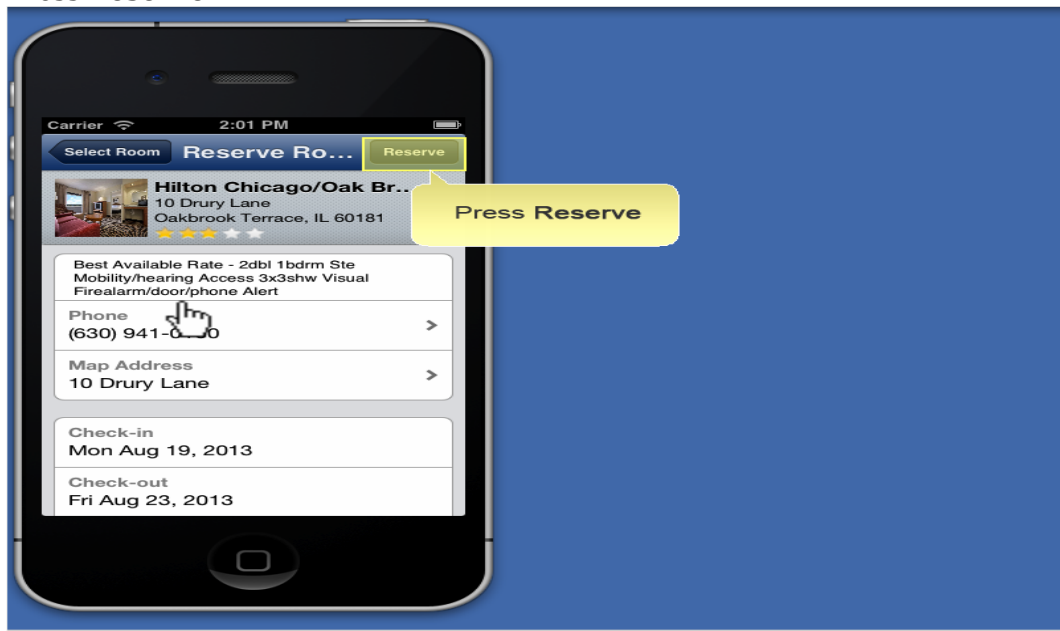 Carrier 2:01 PM
Select Room Reserve Ro... Reserve
Hilton Chicago/Oak Br...
10 Drury Lane
Oakbrook Terrace, IL 60181
Press Reserve
Best Available Rate - 2dbl 1bdrm Ste
Mobility/hearing Access 3x3shw Visual
Firealarm/door/phone Alert
Phone
(630)
Map Address
10 Drury Lane
Check-in
Mon Aug 19, 2013
Check-out
Fri Aug 23, 2013